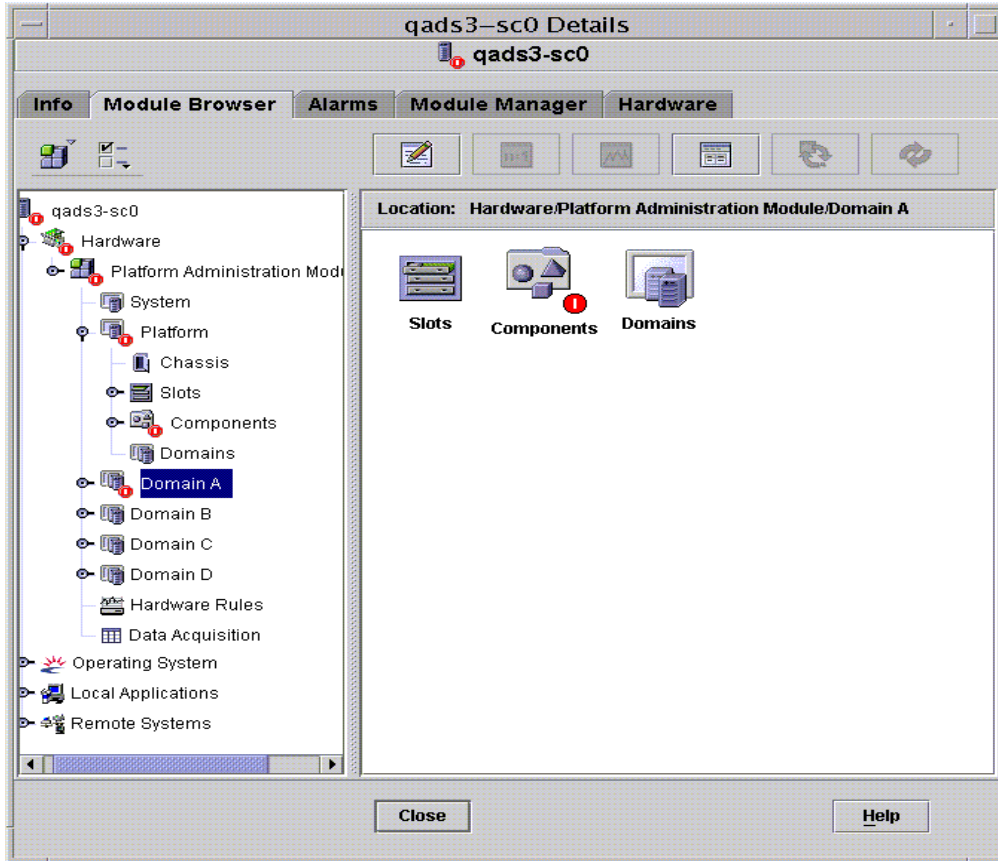 qads3–sc0 Details
qads3-sc0
Info Module Browser Alarms Module Manager Hardware
qads3-sc0
Hardware
Platform Administration Modu
System
Platform
Chassis
Slots
Components
Domains
Domain A
Domain B
Domain C
Domain D
Hardware Rules
Data Acquisition
Operating System
Local Applications
Remote Systems
Location: Hardware/Platform Administration Module/Domain A
Slots Components Domains
Close Help